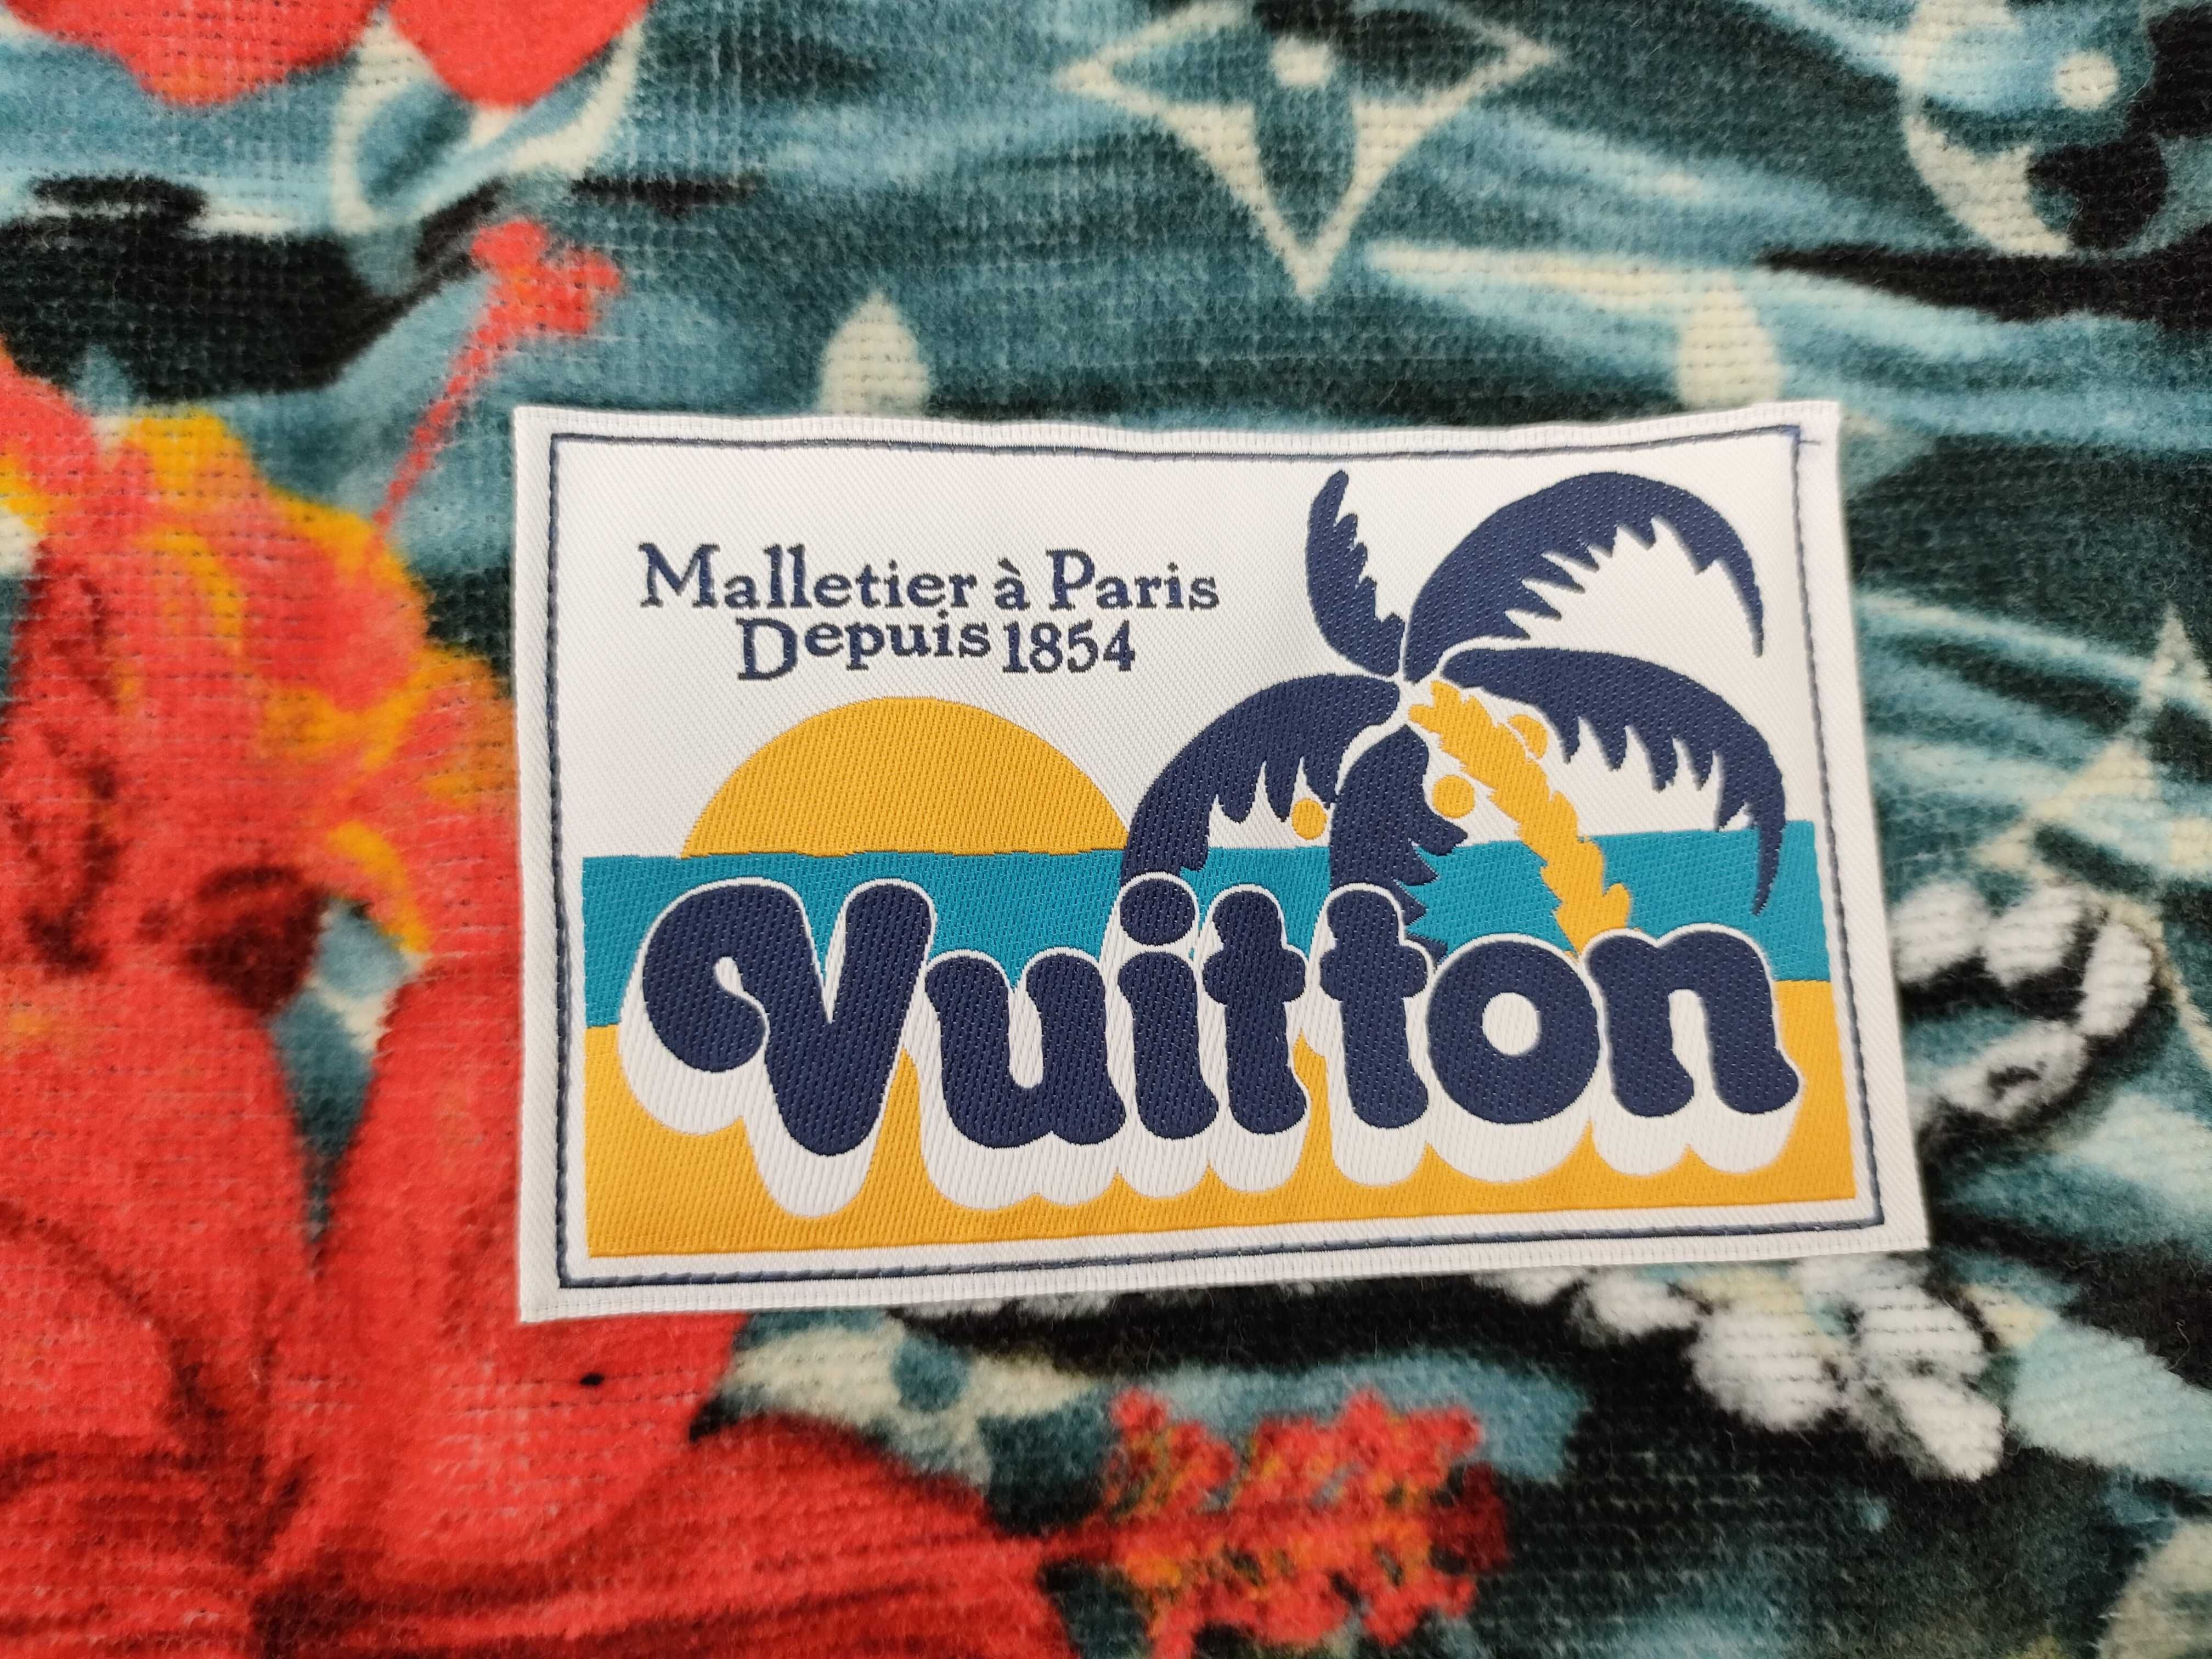 Malletier à Paris
Depuis 1854
Vuitton